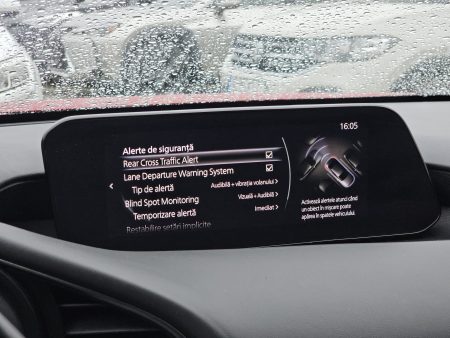 16:05
Alerte de siguranță
Rear Cross Traffic Alert
Lane Departure Warning System
Tip de alertă Audibilă + vibrația volanului >
Blind Spot Monitoring Vizuală + Audibilă >
Temporizare alertă Imediat >
Restabilire setări implicite
Activează alertele atunci când
un obiect în mișcare poate
apărea în spatele vehiculului.